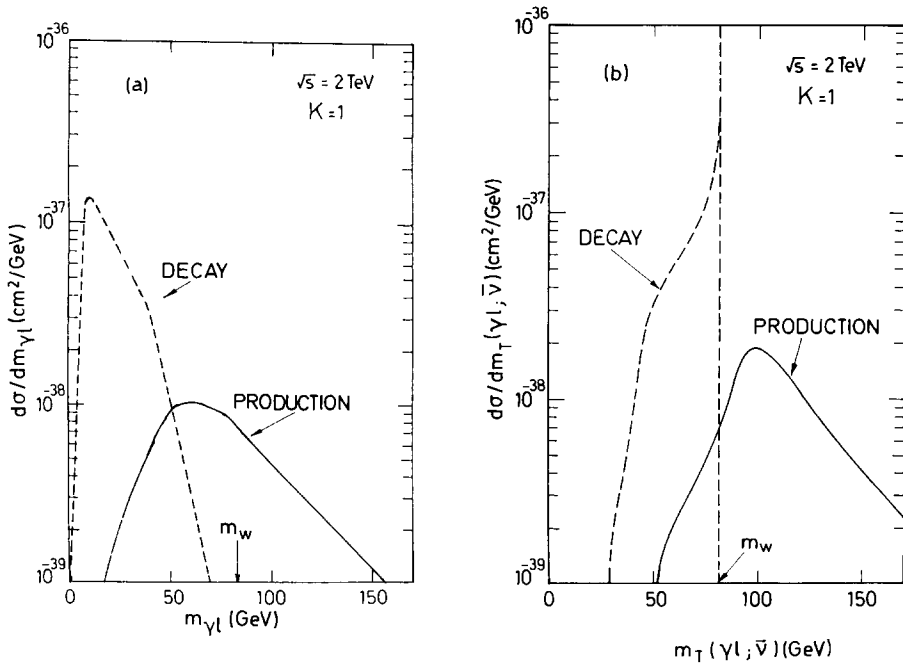 10⁻³⁶
(a)
√s = 2 TeV
K = 1
10⁻³⁷
DECAY
dσ/dm_γl (cm²/GeV)
10⁻³⁸
PRODUCTION
m_w
10⁻³⁹
0 50 100 150
m_γl (GeV)
10⁻³⁶
(b)
√s = 2 TeV
K = 1
10⁻³⁷
DECAY
dσ/dm_T (γl ; ν̄) (cm²/GeV)
PRODUCTION
10⁻³⁸
m_w
10⁻³⁹
0 50 100 150
m_T (γl ; ν̄) (GeV)